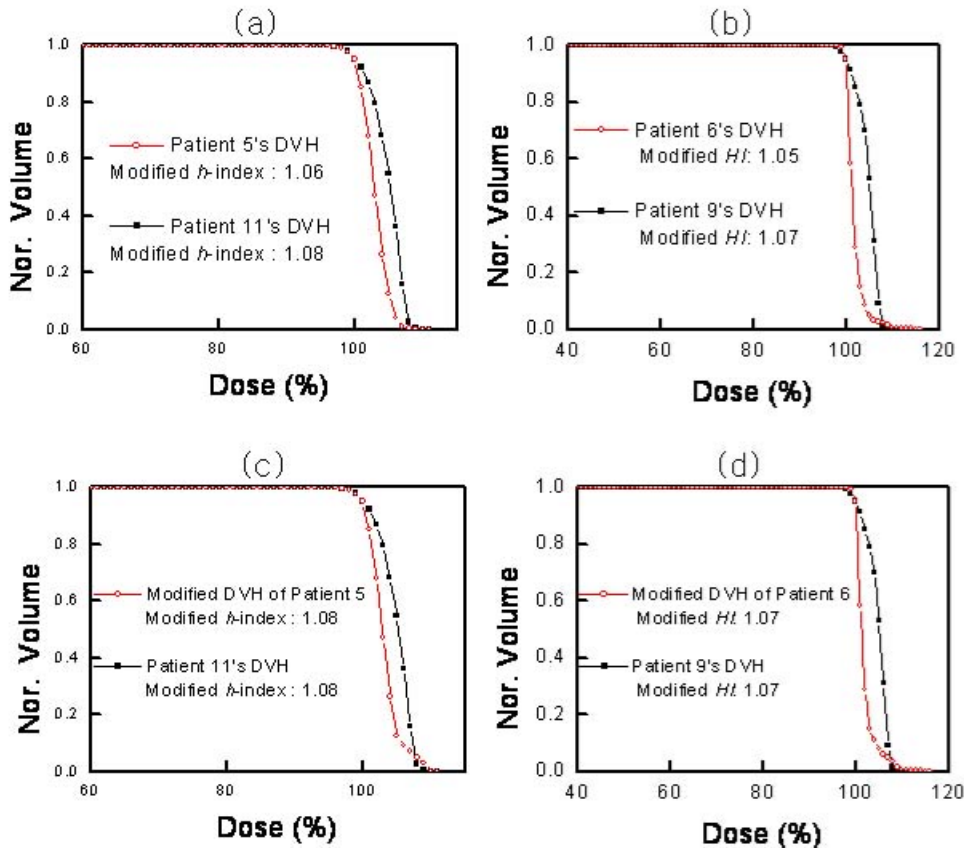 (a)
Nor. Volume
1.0
0.8
0.6
0.4
0.2
0.0
Patient 5's DVH
Modified h-index : 1.06
Patient 11's DVH
Modified h-index : 1.08
60 80 100
Dose (%)
(b)
Nor. Volume
1.0
0.8
0.6
0.4
0.2
0.0
Patient 6's DVH
Modified HI: 1.05
Patient 9's DVH
Modified HI: 1.07
40 60 80 100 120
Dose (%)
(c)
Nor. Volume
1.0
0.8
0.6
0.4
0.2
0.0
Modified DVH of Patient 5
Modified h-index : 1.08
Patient 11's DVH
Modified h-index : 1.08
60 80 100
Dose (%)
(d)
Nor. Volume
1.0
0.8
0.6
0.4
0.2
0.0
Modified DVH of Patient 6
Modified HI: 1.07
Patient 9's DVH
Modified HI: 1.07
40 60 80 100 120
Dose (%)